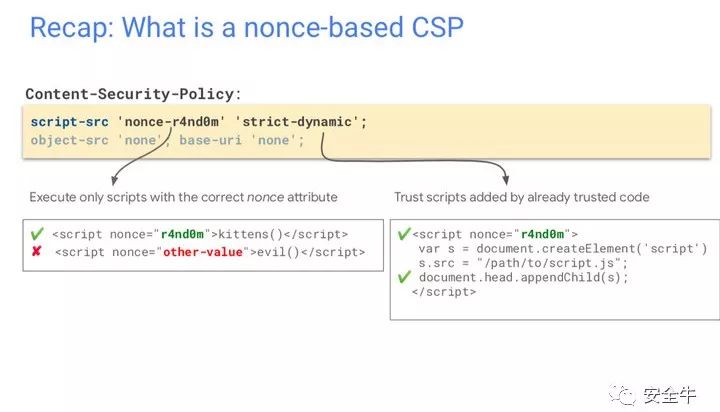 Recap: What is a nonce-based CSP
Content-Security-Policy:
script-src 'nonce-r4nd0m' 'strict-dynamic';
object-src 'none'; base-uri 'none';
Execute only scripts with the correct nonce attribute
✔ <script nonce="r4nd0m">kittens()</script>
✘ <script nonce="other-value">evil()</script>
Trust scripts added by already trusted code
✔ <script nonce="r4nd0m">
var s = document.createElement('script')
s.src = "/path/to/script.js";
✔ document.head.appendChild(s);
</script>
安全牛